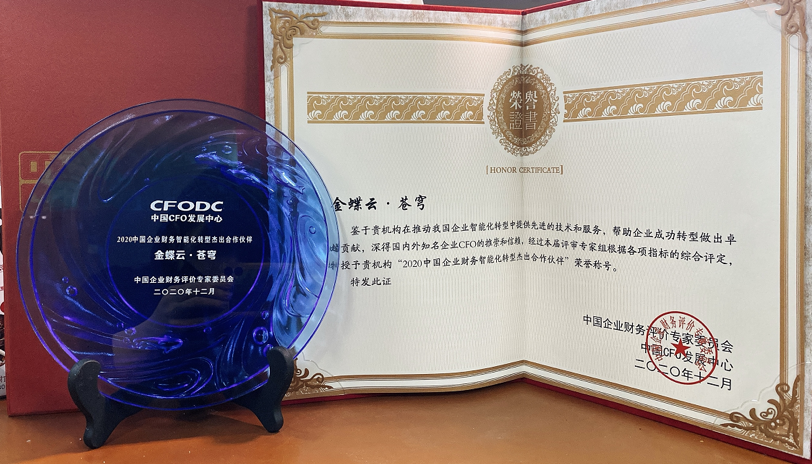 CFODC
中国CFO发展中心
2020中国企业财务智能化转型杰出合作伙伴
金蝶云·苍穹
中国企业财务评价专家委员会
二〇二〇年十二月
榮譽
證書
[HONOR CERTIFICATE]
金蝶云·苍穹
鉴于贵机构在推动我国企业智能化转型中提供先进的技术和服务，帮助企业成功转型做出卓
贡献，深得国内外知名企业CFO的推崇和信赖，经过本届评审专家组根据各项指标的综合评定，
授予贵机构“2020中国企业财务智能化转型杰出合作伙伴”荣誉称号。
特发此证
中国企业财务评价专家委员会
中国CFO发展中心
二〇二〇年十二月